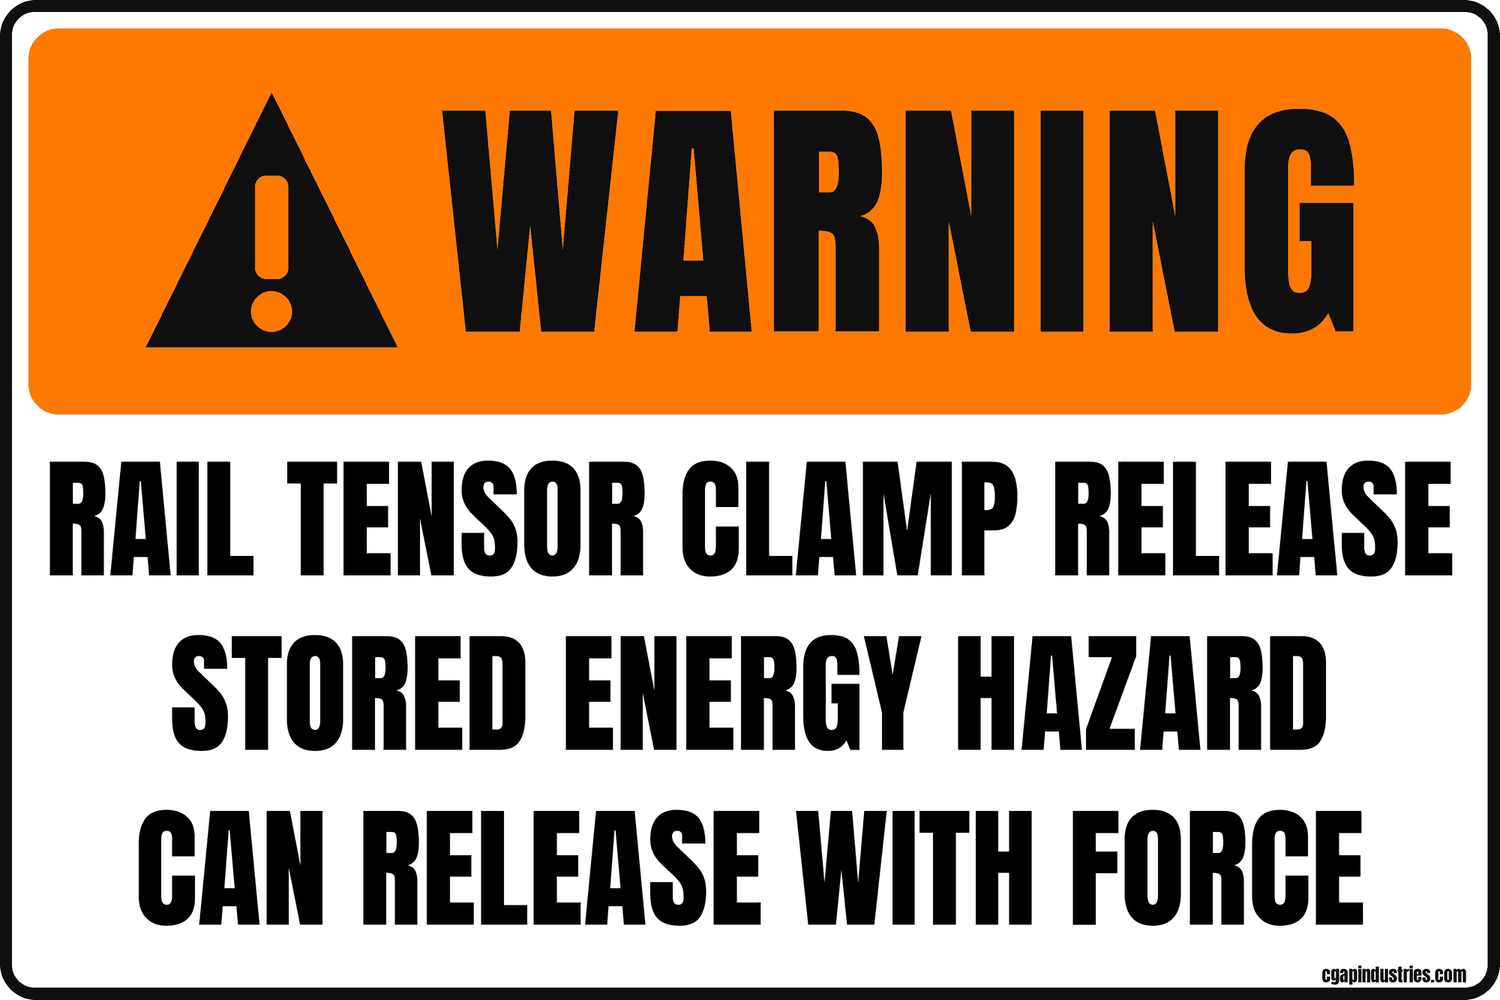 WARNING
RAIL TENSOR CLAMP RELEASE
STORED ENERGY HAZARD
CAN RELEASE WITH FORCE
cgapindustries.com